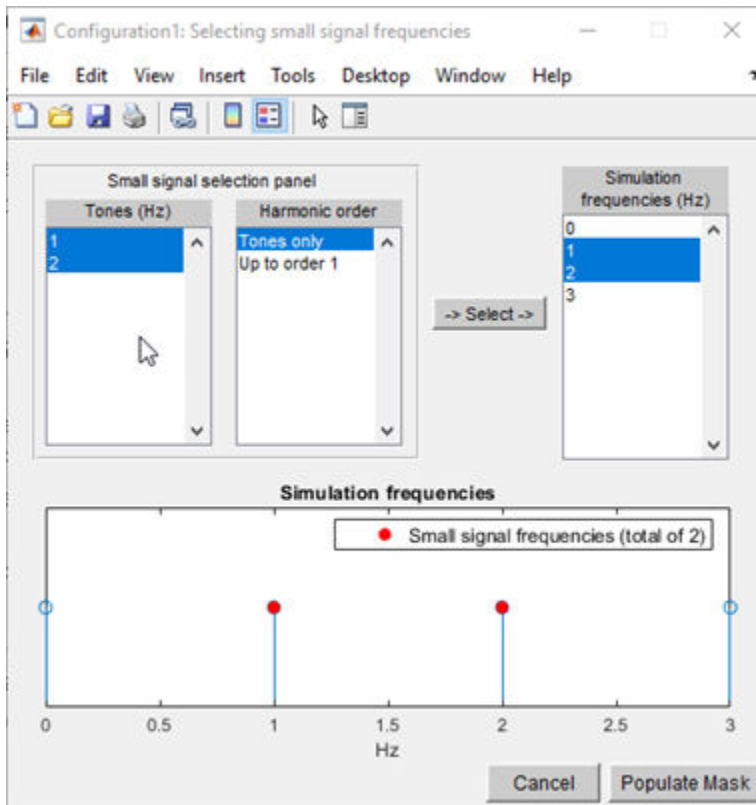 Configuration1: Selecting small signal frequencies
File Edit View Insert Tools Desktop Window Help
Small signal selection panel
Tones (Hz)
1
2
Harmonic order
Tones only
Up to order 1
-> Select ->
Simulation
frequencies (Hz)
0
1
2
3
Simulation frequencies
Small signal frequencies (total of 2)
0 0.5 1 1.5 2 2.5 3
Hz
Cancel Populate Mask